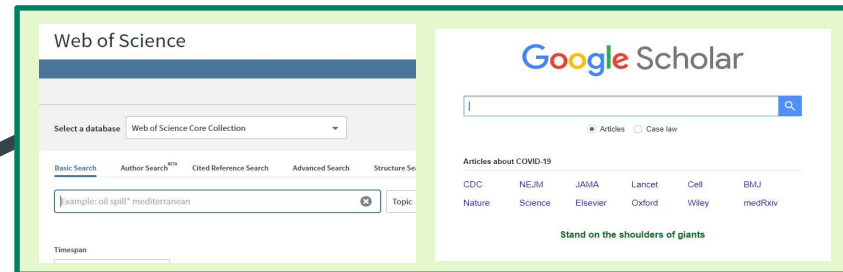 Web of Science
Select a database Web of Science Core Collection
Basic Search Author Search BETA Cited Reference Search Advanced Search Structure Sea
Example: oil spill* mediterranean Topic
Timespan
Google Scholar
Articles Case law
Articles about COVID-19
CDC NEJM JAMA Lancet Cell BMJ
Nature Science Elsevier Oxford Wiley medRxiv
Stand on the shoulders of giants